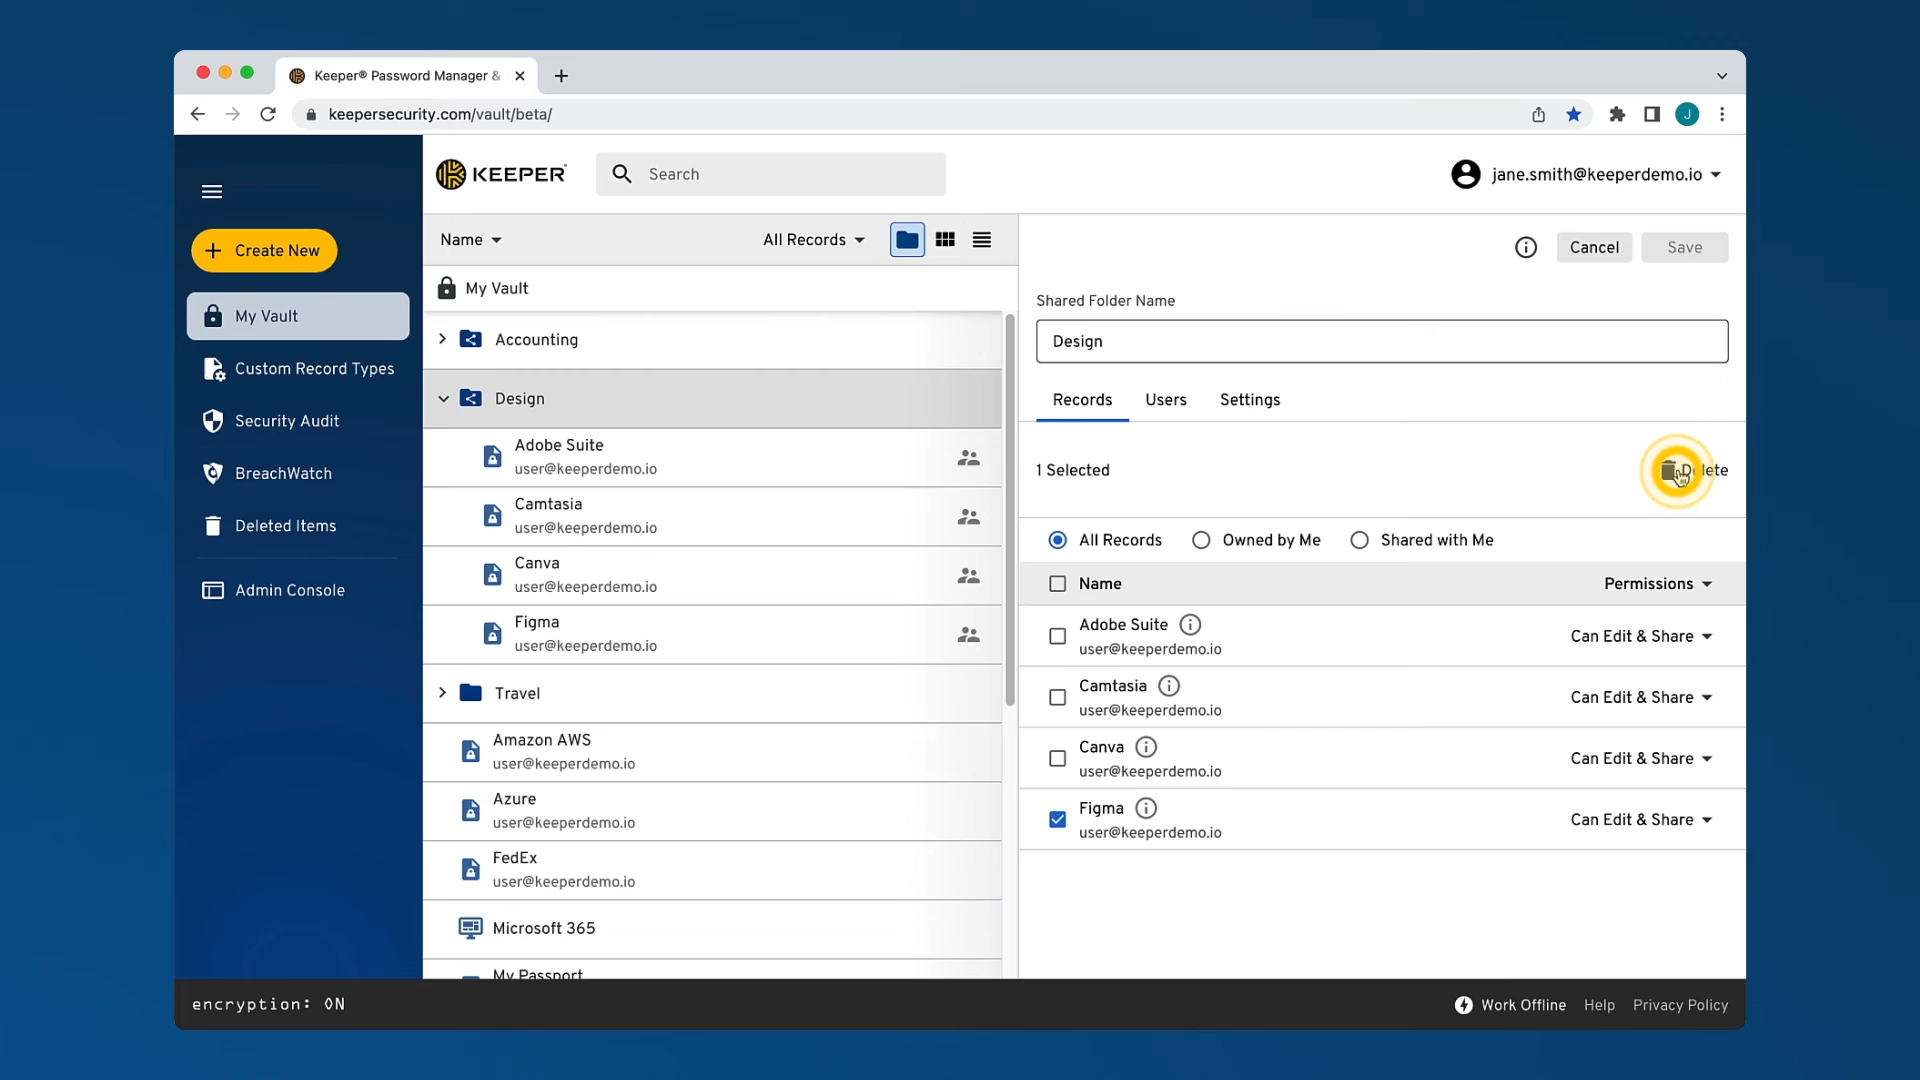 Keeper® Password Manager &
keepersecurity.com/vault/beta/
J
KEEPER
Search
jane.smith@keeperdemo.io
Create New
My Vault
Custom Record Types
Security Audit
BreachWatch
Deleted Items
Admin Console
Name
All Records
My Vault
Accounting
Design
Adobe Suite
user@keeperdemo.io
Camtasia
user@keeperdemo.io
Canva
user@keeperdemo.io
Figma
user@keeperdemo.io
Travel
Amazon AWS
user@keeperdemo.io
Azure
user@keeperdemo.io
FedEx
user@keeperdemo.io
Microsoft 365
My Passport
Cancel
Save
Shared Folder Name
Design
Records Users Settings
1 Selected
Delete
All Records Owned by Me Shared with Me
Name Permissions
Adobe Suite
user@keeperdemo.io
Can Edit & Share
Camtasia
user@keeperdemo.io
Can Edit & Share
Canva
user@keeperdemo.io
Can Edit & Share
Figma
user@keeperdemo.io
Can Edit & Share
encryption: ON
Work Offline Help Privacy Policy